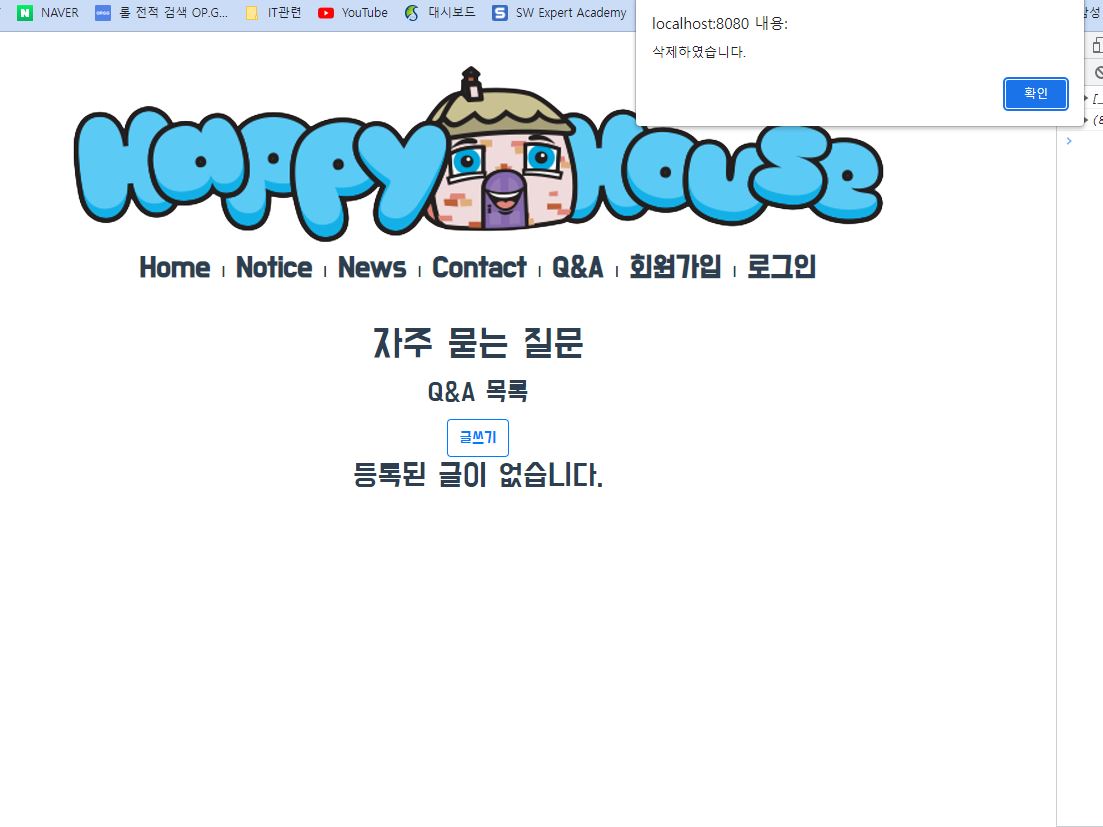 NAVER 롤 전적 검색 OP.G... IT관련 YouTube 대시보드 SW Expert Academy
localhost:8080 내용:
삭제하였습니다.
확인
Happy House
Home | Notice | News | Contact | Q&A | 회원가입 | 로그인
자주 묻는 질문
Q&A 목록
글쓰기
등록된 글이 없습니다.